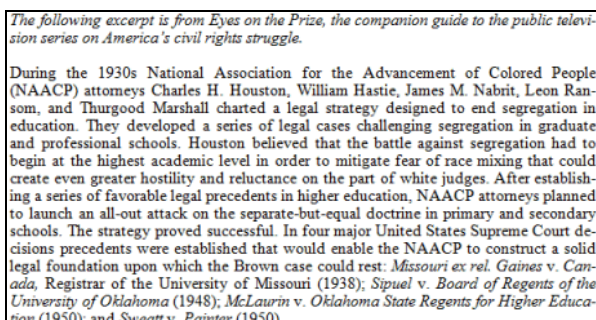 The following excerpt is from Eyes on the Prize, the companion guide to the public televi-
sion series on America's civil rights struggle.
During the 1930s National Association for the Advancement of Colored People
(NAACP) attorneys Charles H. Houston, William Hastie, James M. Nabrit, Leon Ran-
som, and Thurgood Marshall charted a legal strategy designed to end segregation in
education. They developed a series of legal cases challenging segregation in graduate
and professional schools. Houston believed that the battle against segregation had to
begin at the highest academic level in order to mitigate fear of race mixing that could
create even greater hostility and reluctance on the part of white judges. After establish-
ing a series of favorable legal precedents in higher education, NAACP attorneys planned
to launch an all-out attack on the separate-but-equal doctrine in primary and secondary
schools. The strategy proved successful. In four major United States Supreme Court de-
cisions precedents were established that would enable the NAACP to construct a solid
legal foundation upon which the Brown case could rest: Missouri ex rel. Gaines v. Can-
ada, Registrar of the University of Missouri (1938); Sipuel v. Board of Regents of the
University of Oklahoma (1948); McLaurin v. Oklahoma State Regents for Higher Educa-
tion (1950); and Sweatt v. Painter (1950)